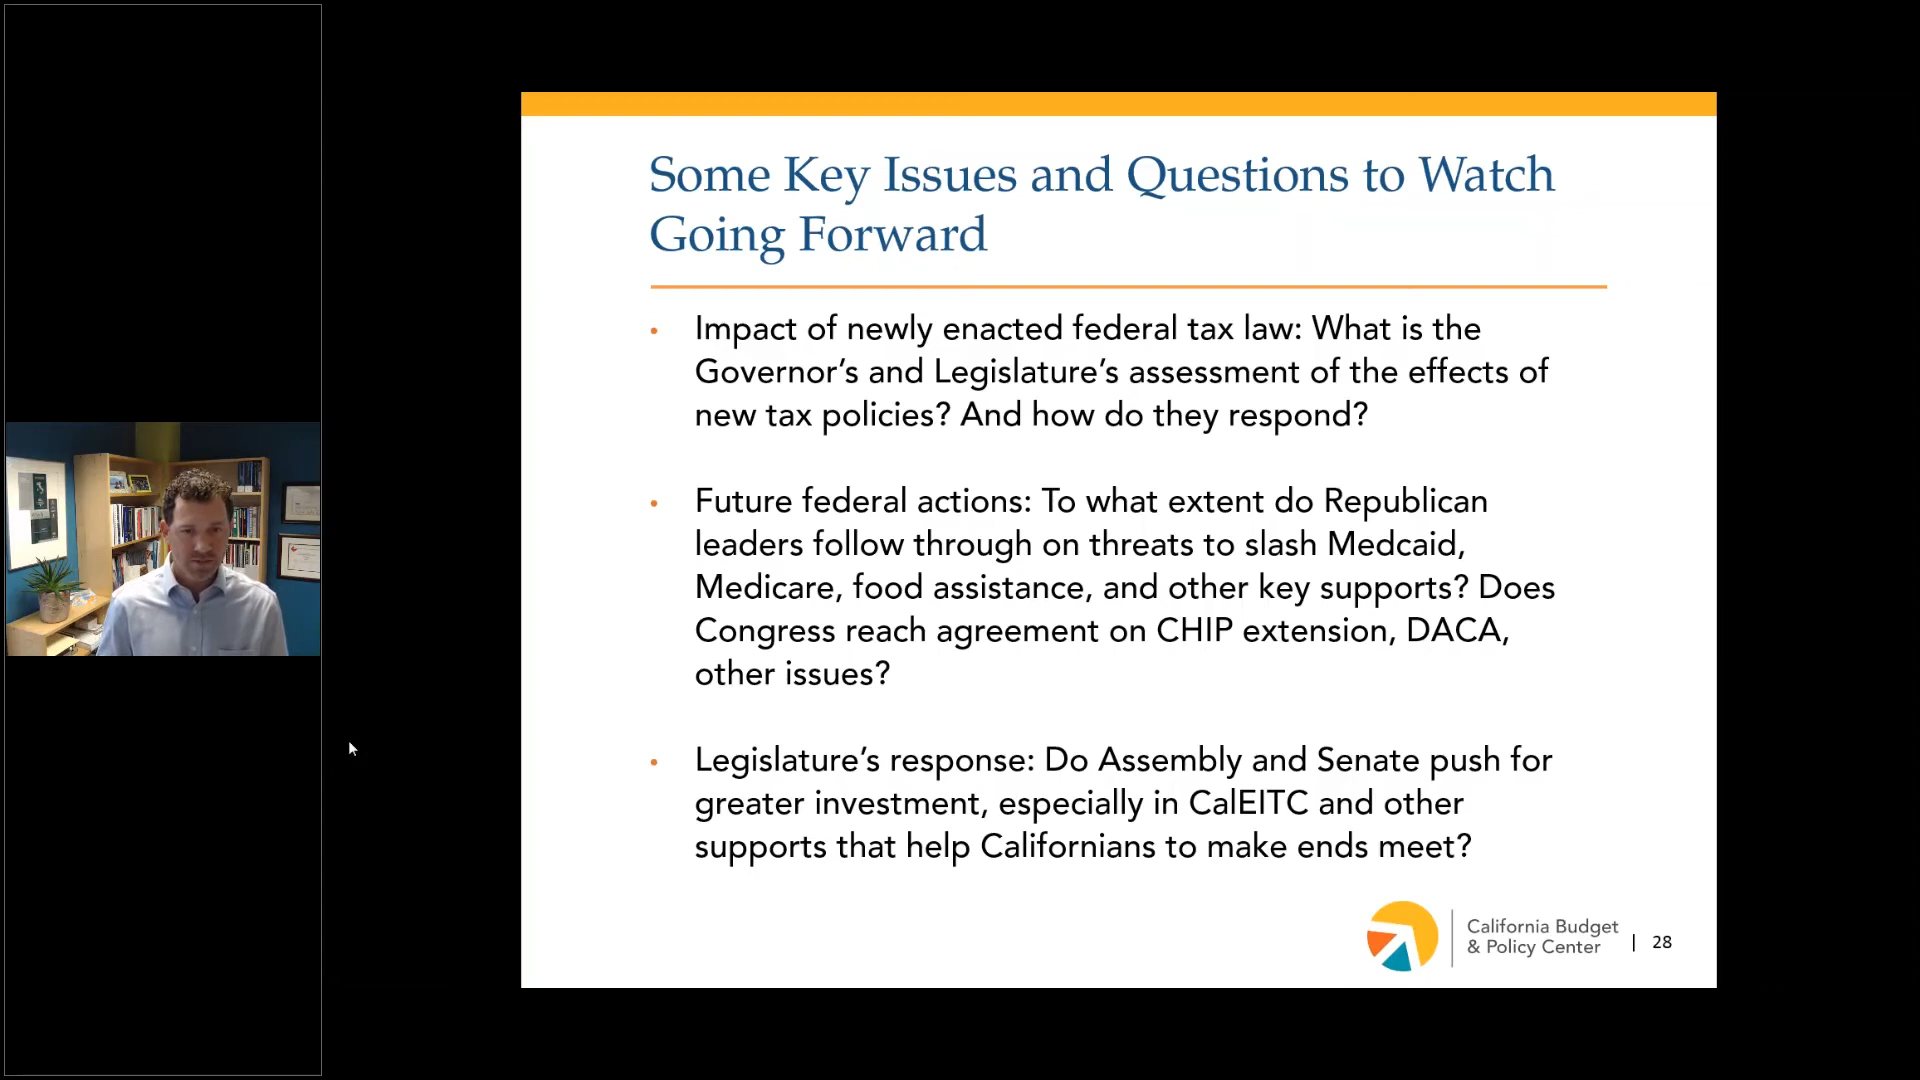 Some Key Issues and Questions to Watch
Going Forward
• Impact of newly enacted federal tax law: What is the
Governor’s and Legislature’s assessment of the effects of
new tax policies? And how do they respond?
• Future federal actions: To what extent do Republican
leaders follow through on threats to slash Medcaid,
Medicare, food assistance, and other key supports? Does
Congress reach agreement on CHIP extension, DACA,
other issues?
• Legislature’s response: Do Assembly and Senate push for
greater investment, especially in CalEITC and other
supports that help Californians to make ends meet?
California Budget
& Policy Center | 28